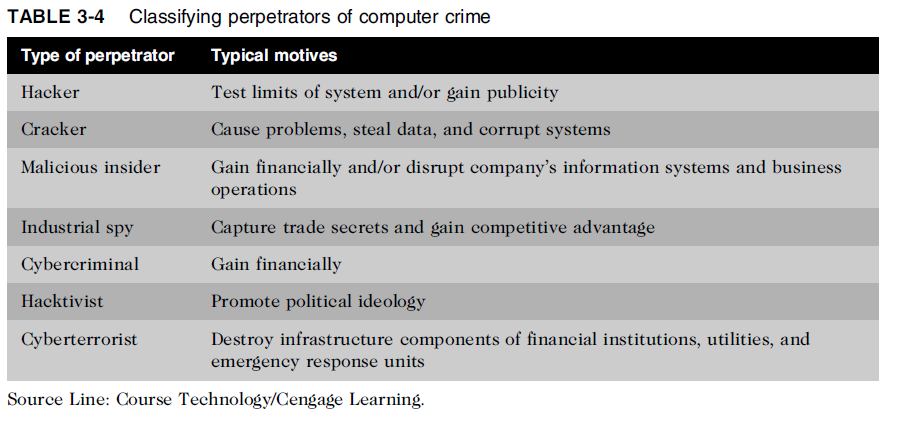 TABLE 3-4 Classifying perpetrators of computer crime
Type of perpetrator Typical motives
Hacker Test limits of system and/or gain publicity
Cracker Cause problems, steal data, and corrupt systems
Malicious insider Gain financially and/or disrupt company's information systems and business
operations
Industrial spy Capture trade secrets and gain competitive advantage
Cybercriminal Gain financially
Hacktivist Promote political ideology
Cyberterrorist Destroy infrastructure components of financial institutions, utilities, and
emergency response units
Source Line: Course Technology/Cengage Learning.